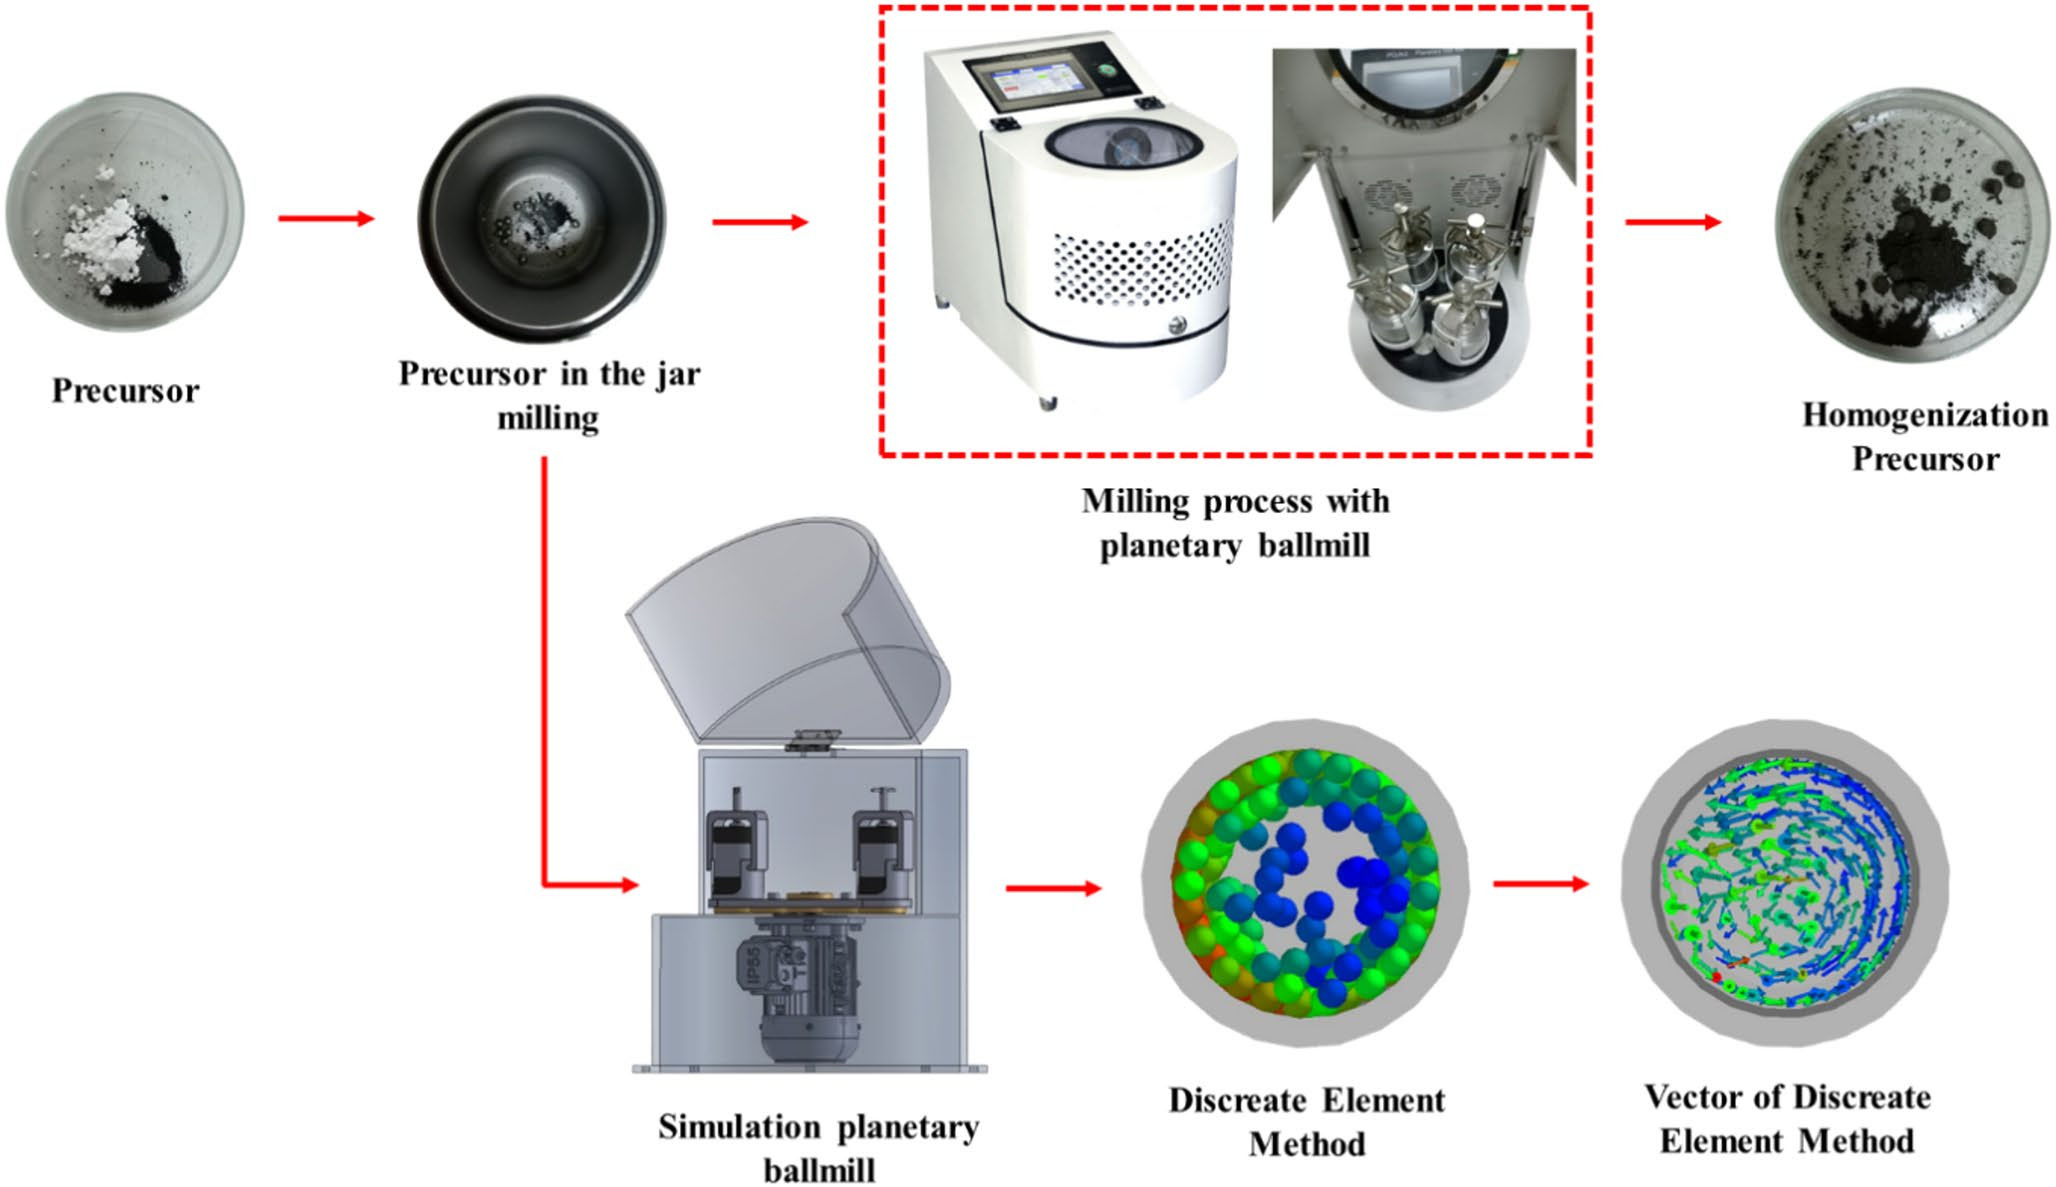 Precursor
Precursor in the jar
milling
Milling process with
planetary ballmill
Homogenization
Precursor
IP55
Simulation planetary
ballmill
Discreate Element
Method
Vector of Discreate
Element Method